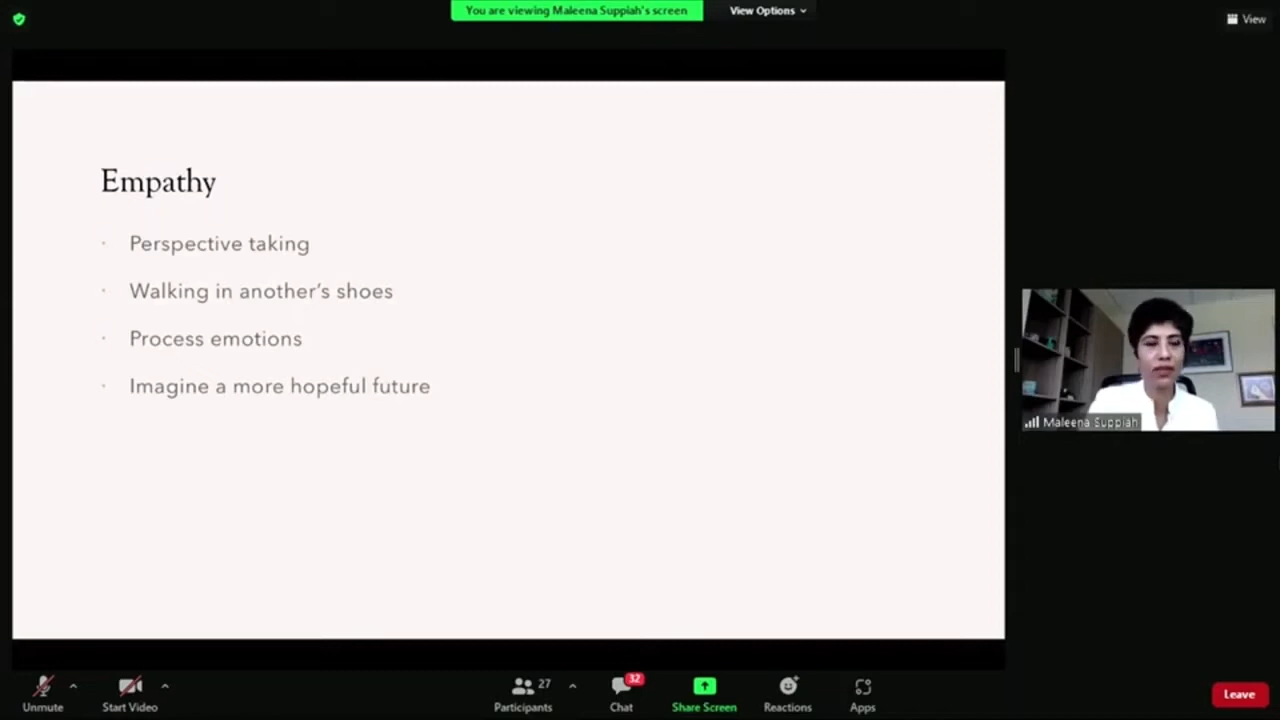 You are viewing Maleena Suppiah's screen
View Options
View
Empathy
· Perspective taking
· Walking in another's shoes
· Process emotions
· Imagine a more hopeful future
Maleena Suppiah
27
32
Unmute
Start Video
Participants
Chat
Share Screen
Reactions
Apps
Leave